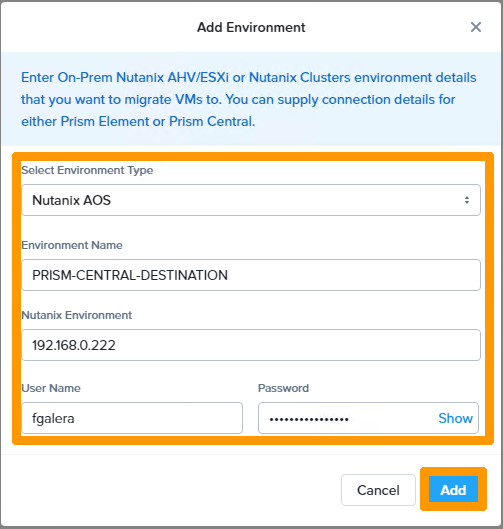 Add Environment
Enter On-Prem Nutanix AHV/ESXi or Nutanix Clusters environment details
that you want to migrate VMs to. You can supply connection details for
either Prism Element or Prism Central.
Select Environment Type
Nutanix AOS
Environment Name
PRISM-CENTRAL-DESTINATION
Nutanix Environment
192.168.0.222
User Name
Password
fgalera
•••••••••••••••• Show
Cancel
Add